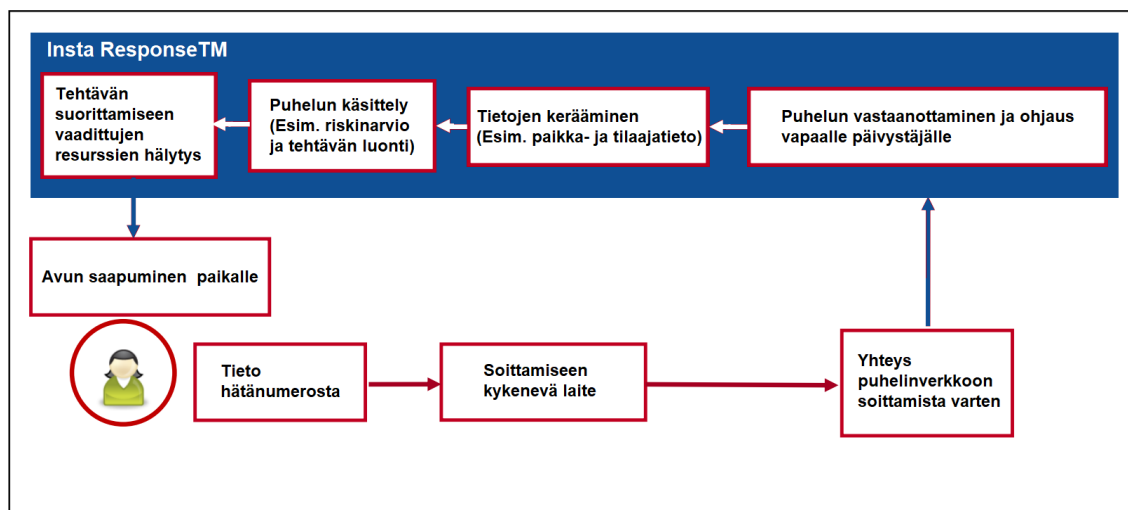 Insta ResponseTM
Tehtävän
suorittamiseen
vaadittujen
resurssien hälytys
Puhelun käsittely
(Esim. riskinarvio
ja tehtävän luonti)
Tietojen kerääminen
(Esim. paikka- ja tilaajatieto)
Puhelun vastaanottaminen ja ohjaus
vapaalle päivystäjälle
Avun saapuminen paikalle
Tieto
hätänumerosta
Soittamiseen
kykenevä laite
Yhteys
puhelinverkkoon
soittamista varten